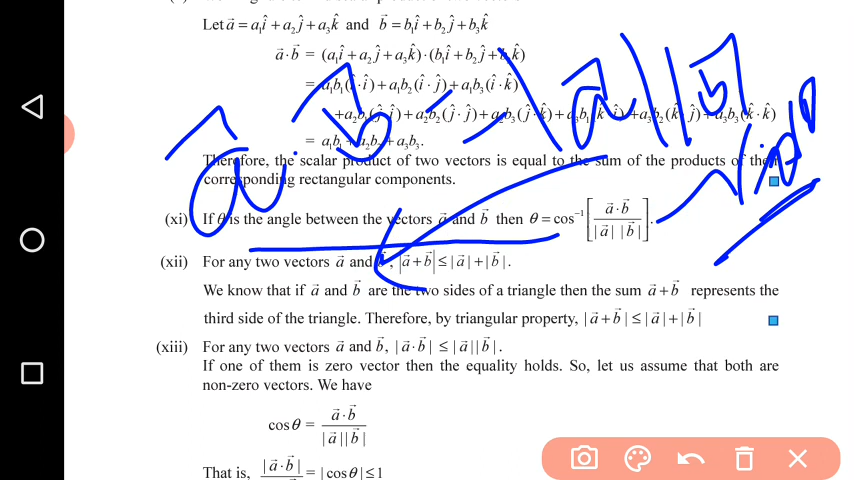 Let a⃗ = a₁î + a₂ĵ + a₃k̂ and b⃗ = b₁î + b₂ĵ + b₃k̂
a⃗ · b⃗ = (a₁î + a₂ĵ + a₃k̂) · (b₁î + b₂ĵ + b₃k̂)
= a₁b₁(î · î) + a₁b₂(î · ĵ) + a₁b₃(î · k̂)
+a₂b₁(ĵ · î) + a₂b₂(ĵ · ĵ) + a₂b₃(ĵ · k̂) + a₃b₁(k̂ · î) + a₃b₂(k̂ · ĵ) + a₃b₃(k̂ · k̂)
= a₁b₁ + a₂b₂ + a₃b₃.
Therefore, the scalar product of two vectors is equal to the sum of the products of their
corresponding rectangular components.
(xi) If θ is the angle between the vectors a⃗ and b⃗ then θ = cos⁻¹[a⃗ · b⃗ / |a⃗| |b⃗|].
(xii) For any two vectors a⃗ and b⃗, |a⃗ + b⃗| ≤ |a⃗| + |b⃗|.
We know that if a⃗ and b⃗ are the two sides of a triangle then the sum a⃗ + b⃗ represents the
third side of the triangle. Therefore, by triangular property, |a⃗ + b⃗| ≤ |a⃗| + |b⃗|
(xiii) For any two vectors a⃗ and b⃗, |a⃗ · b⃗| ≤ |a⃗| |b⃗|.
If one of them is zero vector then the equality holds. So, let us assume that both are
non-zero vectors. We have
cosθ = a⃗ · b⃗ / |a⃗| |b⃗|
That is, |a⃗ · b⃗| = |cosθ| ≤ 1
a⃗ · b⃗ = |a⃗| |b⃗|